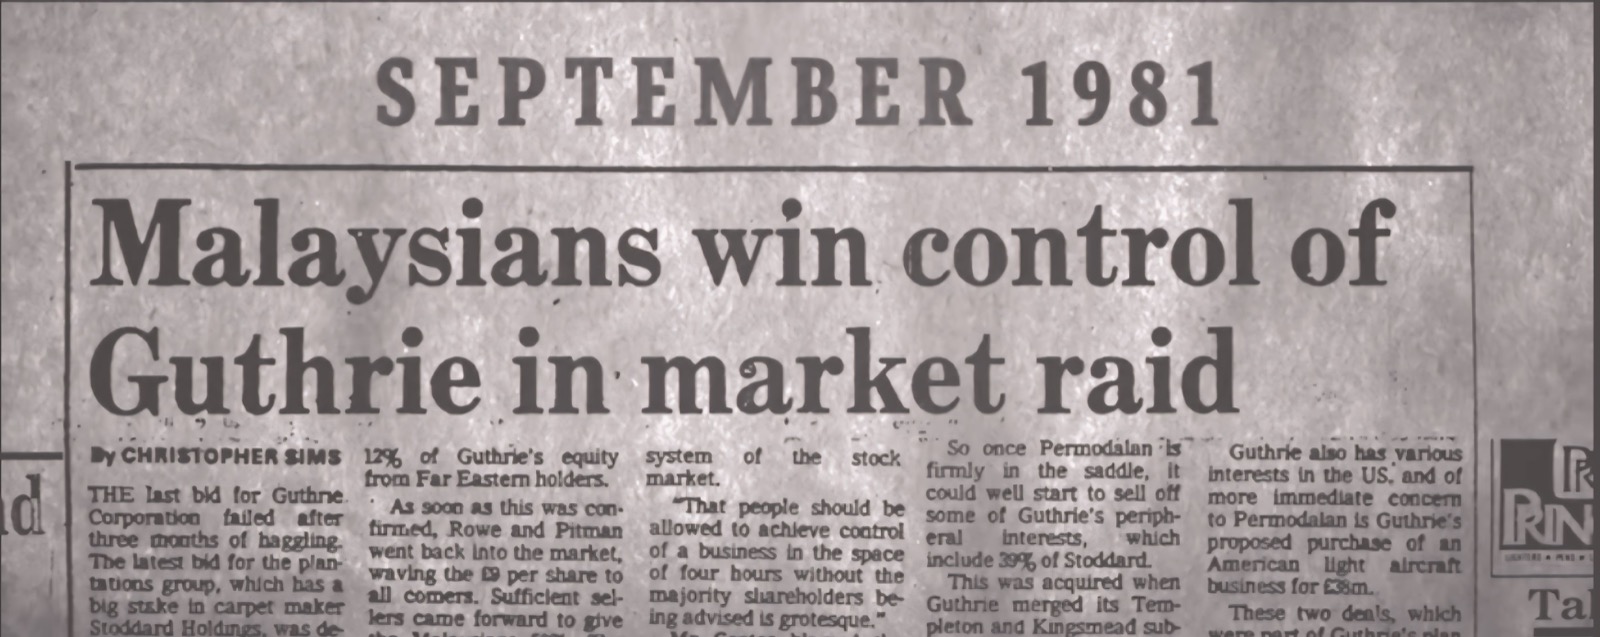 SEPTEMBER 1981
Malaysians win control of
Guthrie in market raid
By CHRISTOPHER SIMS
THE last bid for Guthrie
Corporation failed after
three months of haggling.
The latest bid for the plan-
tations group, which has a
big stake in carpet maker
Stoddard Holdings, was de-
12% of Guthrie's equity
from Far Eastern holders.
As soon as this was con-
firmed, Rowe and Pitman
went back into the market,
waving the £9 per share to
all comers. Sufficient sel-
lers came forward to give
system of the stock
market.
"That people should be
allowed to achieve control
of a business in the space
of four hours without the
majority shareholders be-
ing advised is grotesque."
So once Permodalan is
firmly in the saddle, it
could well start to sell off
some of Guthrie's periph-
eral interests, which
include 39% of Stoddard.
This was acquired when
Guthrie merged its Tem-
pleton and Kingsmead sub-
Guthrie also has various
interests in the US, and of
more immediate concern
to Permodalan is Guthrie's
proposed purchase of an
American light aircraft
business for £38m.
These two deals, which
were part of Guthrie's
nd
PRIN
Tal